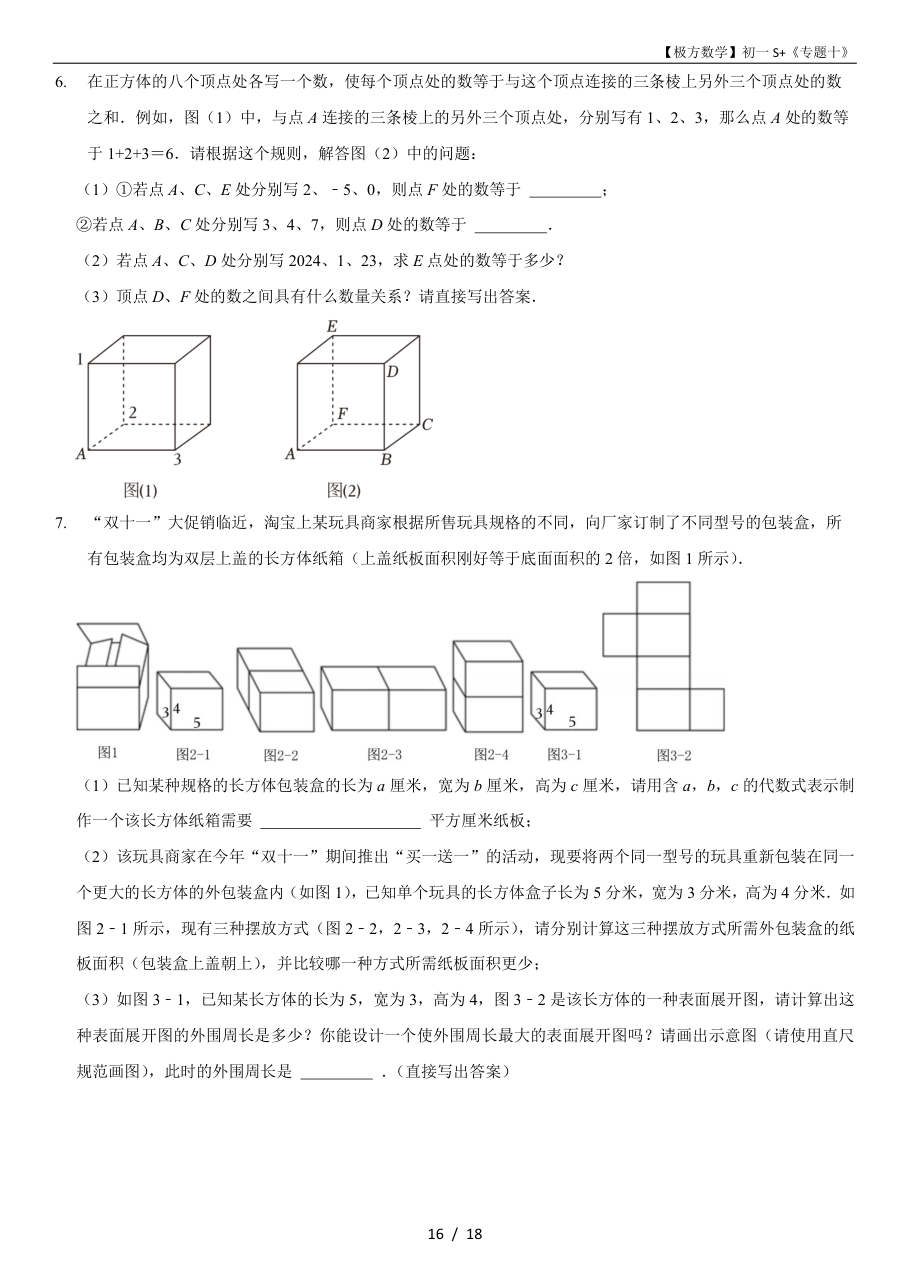 【极方数学】初一 S+《专题十》
6. 在正方体的八个顶点处各写一个数，使每个顶点处的数等于与这个顶点连接的三条棱上另外三个顶点处的数
之和．例如，图（1）中，与点 A 连接的三条棱上的另外三个顶点处，分别写有 1、2、3，那么点 A 处的数等
于 1+2+3＝6．请根据这个规则，解答图（2）中的问题：
（1）①若点 A、C、E 处分别写 2、﹣5、0，则点 F 处的数等于 _________；
②若点 A、B、C 处分别写 3、4、7，则点 D 处的数等于 _________．
（2）若点 A、C、D 处分别写 2024、1、23，求 E 点处的数等于多少？
（3）顶点 D、F 处的数之间具有什么数量关系？请直接写出答案．
1
2
A
3
图(1)
E
D
F
C
A
B
图(2)
7. “双十一”大促销临近，淘宝上某玩具商家根据所售玩具规格的不同，向厂家订制了不同型号的包装盒，所
有包装盒均为双层上盖的长方体纸箱（上盖纸板面积刚好等于底面面积的 2 倍，如图 1 所示）．
3 4
5
3 4
5
图1 图2-1 图2-2 图2-3 图2-4 图3-1 图3-2
（1）已知某种规格的长方体包装盒的长为 a 厘米，宽为 b 厘米，高为 c 厘米，请用含 a，b，c 的代数式表示制
作一个该长方体纸箱需要 ____________________ 平方厘米纸板；
（2）该玩具商家在今年“双十一”期间推出“买一送一”的活动，现要将两个同一型号的玩具重新包装在同一
个更大的长方体的外包装盒内（如图 1），已知单个玩具的长方体盒子长为 5 分米，宽为 3 分米，高为 4 分米．如
图 2﹣1 所示，现有三种摆放方式（图 2﹣2，2﹣3，2﹣4 所示），请分别计算这三种摆放方式所需外包装盒的纸
板面积（包装盒上盖朝上），并比较哪一种方式所需纸板面积更少；
（3）如图 3﹣1，已知某长方体的长为 5，宽为 3，高为 4，图 3﹣2 是该长方体的一种表面展开图，请计算出这
种表面展开图的外围周长是多少？你能设计一个使外围周长最大的表面展开图吗？请画出示意图（请使用直尺
规范画图），此时的外围周长是 _________ ．（直接写出答案）
16 / 18